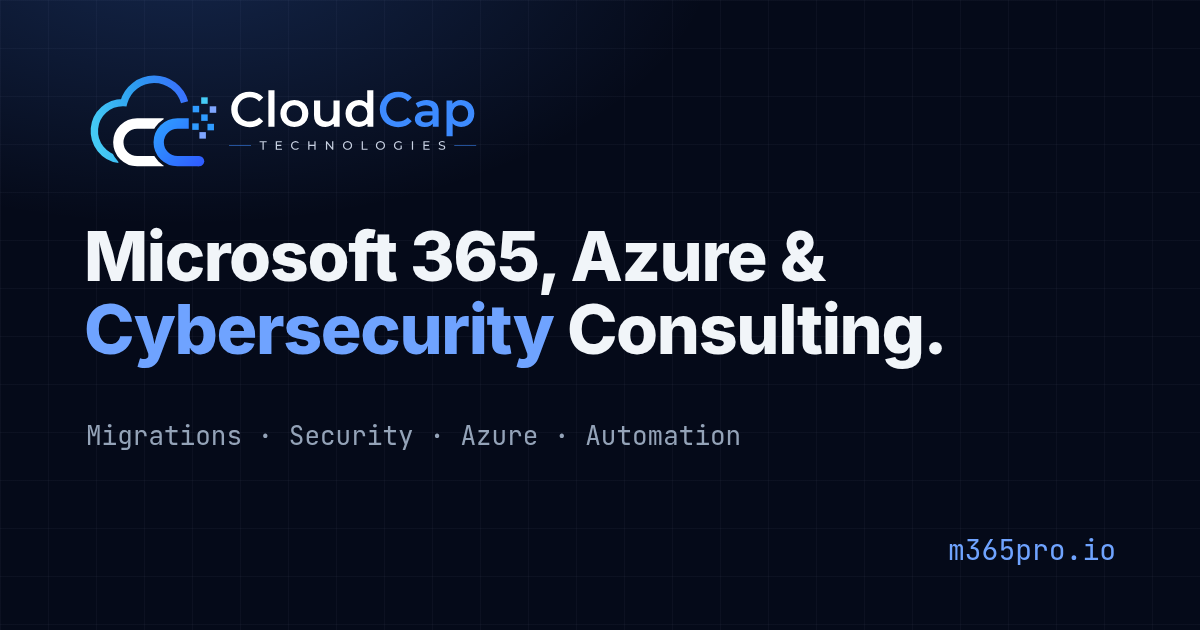 CloudCap
TECHNOLOGIES
Microsoft 365, Azure &
Cybersecurity Consulting.
Migrations · Security · Azure · Automation
m365pro.io